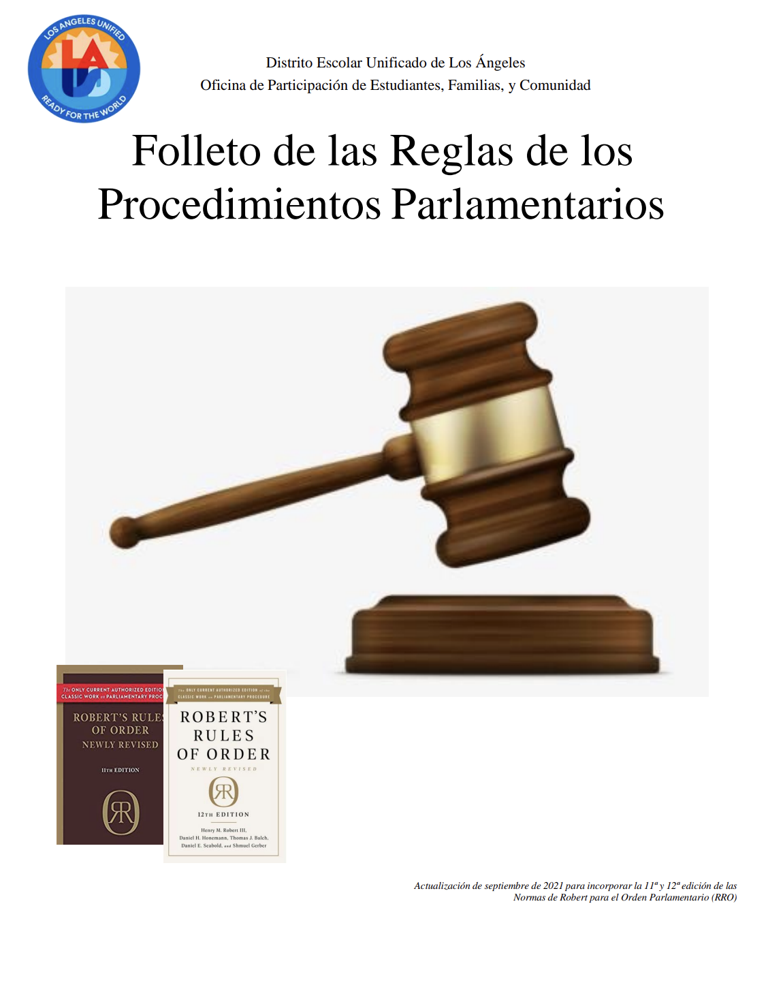 LOS ANGELES UNIFIED
LAUSD
READY FOR THE WORLD
Distrito Escolar Unificado de Los Ángeles
Oficina de Participación de Estudiantes, Familias, y Comunidad
Folleto de las Reglas de los
Procedimientos Parlamentarios
The ONLY CURRENT AUTHORIZED EDITIO
CLASSIC WORK on PARLIAMENTARY PROC
ROBERT'S RULES
OF ORDER
NEWLY REVISED
11TH EDITION
The ONLY CURRENT AUTHORIZED EDITION of the
CLASSIC WORK on PARLIAMENTARY PROCEDURE
ROBERT'S
RULES
OF ORDER
NEWLY REVISED
12TH EDITION
Henry M. Robert III,
Daniel H. Honemann, Thomas J. Balch,
Daniel E. Seabold, and Shmuel Gerber
Actualización de septiembre de 2021 para incorporar la 11ª y 12ª edición de las
Normas de Robert para el Orden Parlamentario (RRO)